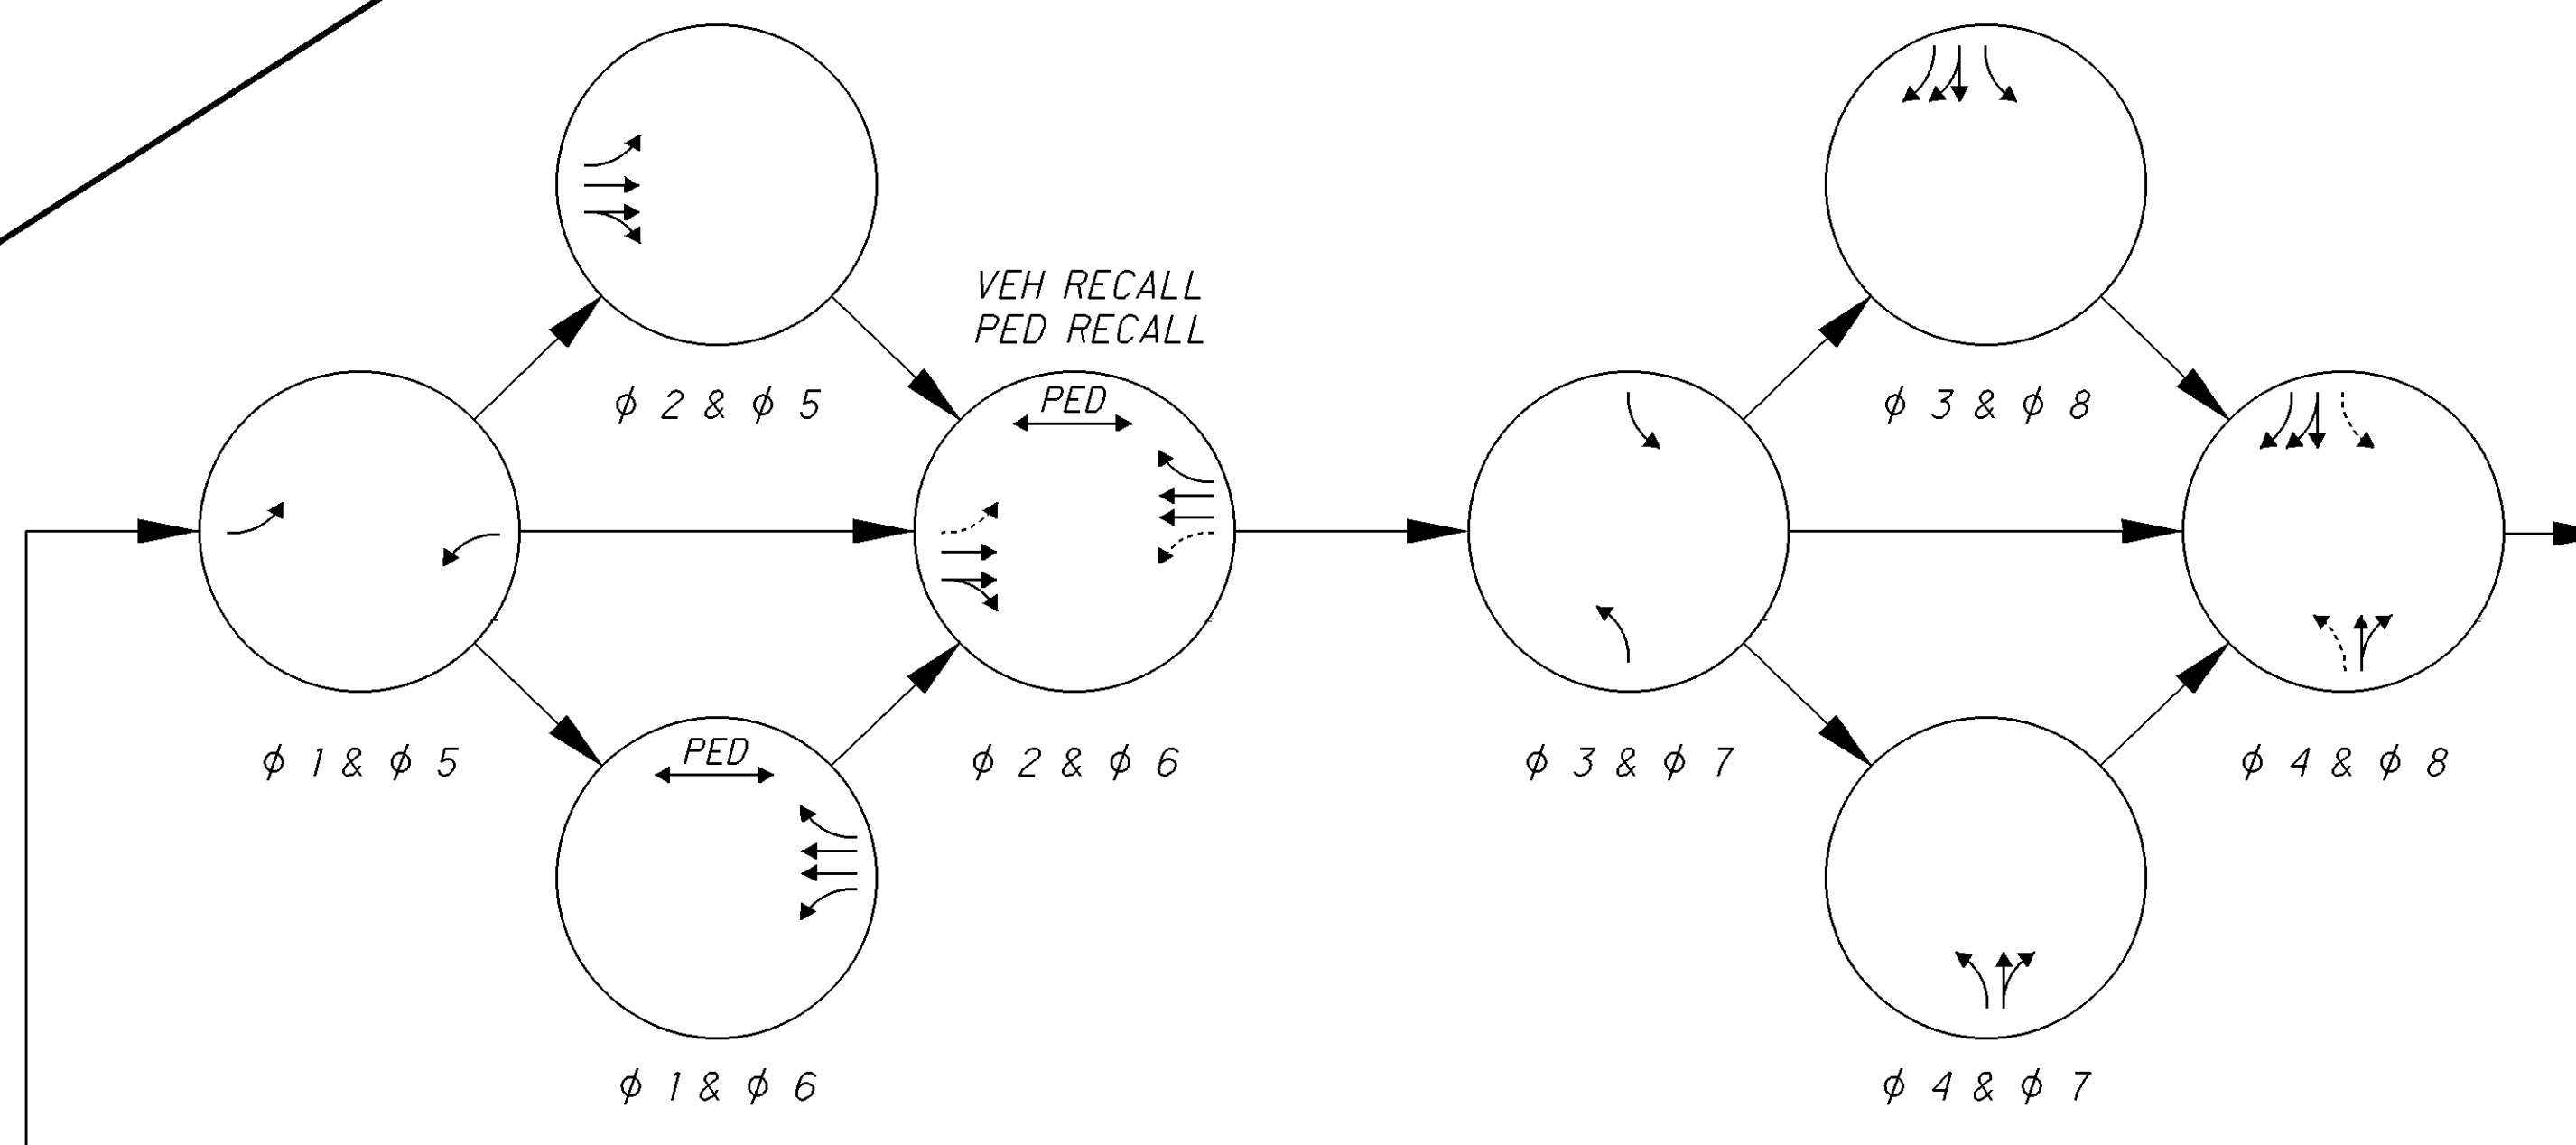 VEH RECALL
PED RECALL
PED
ϕ 2 & ϕ 5
ϕ 3 & ϕ 8
PED
ϕ 1 & ϕ 5
ϕ 2 & ϕ 6
ϕ 3 & ϕ 7
ϕ 4 & ϕ 8
ϕ 1 & ϕ 6
ϕ 4 & ϕ 7